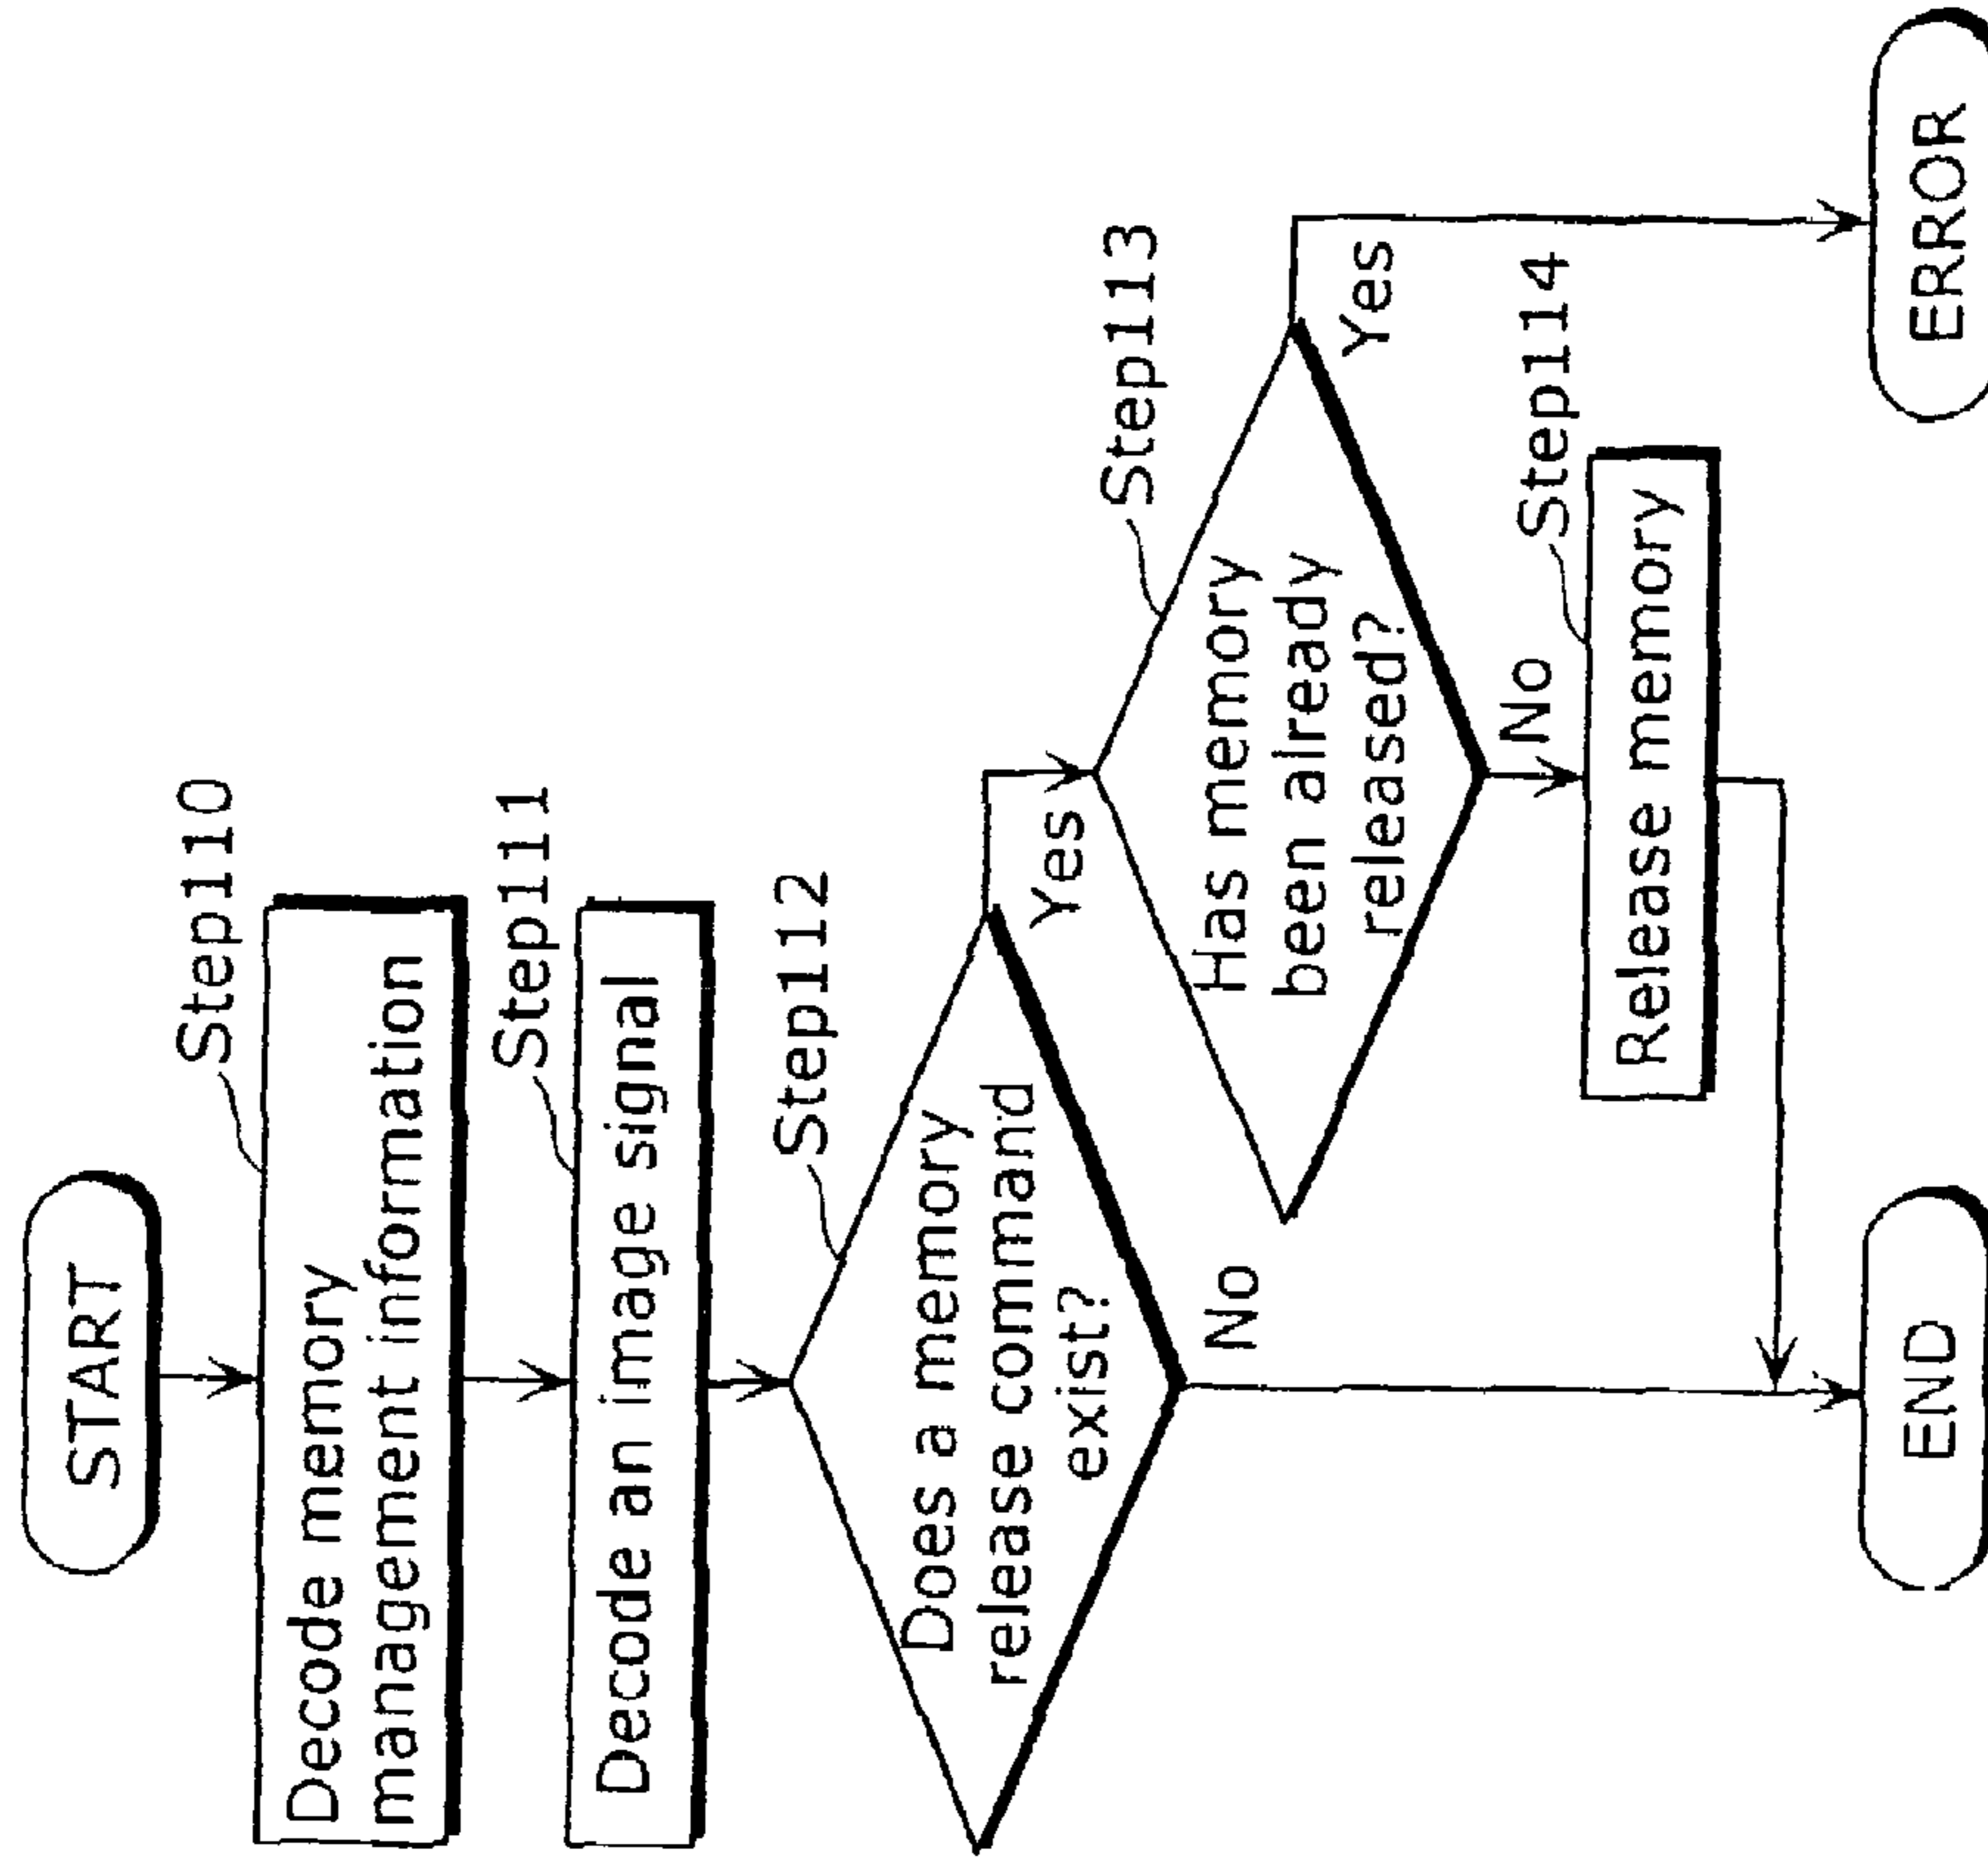 START
Step110
Decode memory
management information
Step111
Decode an image signal
Step112
Does a memory
release command
exist?
Yes
No
Step113
Has memory
been already
released?
Yes
No
Step114
Release memory
END
ERROR